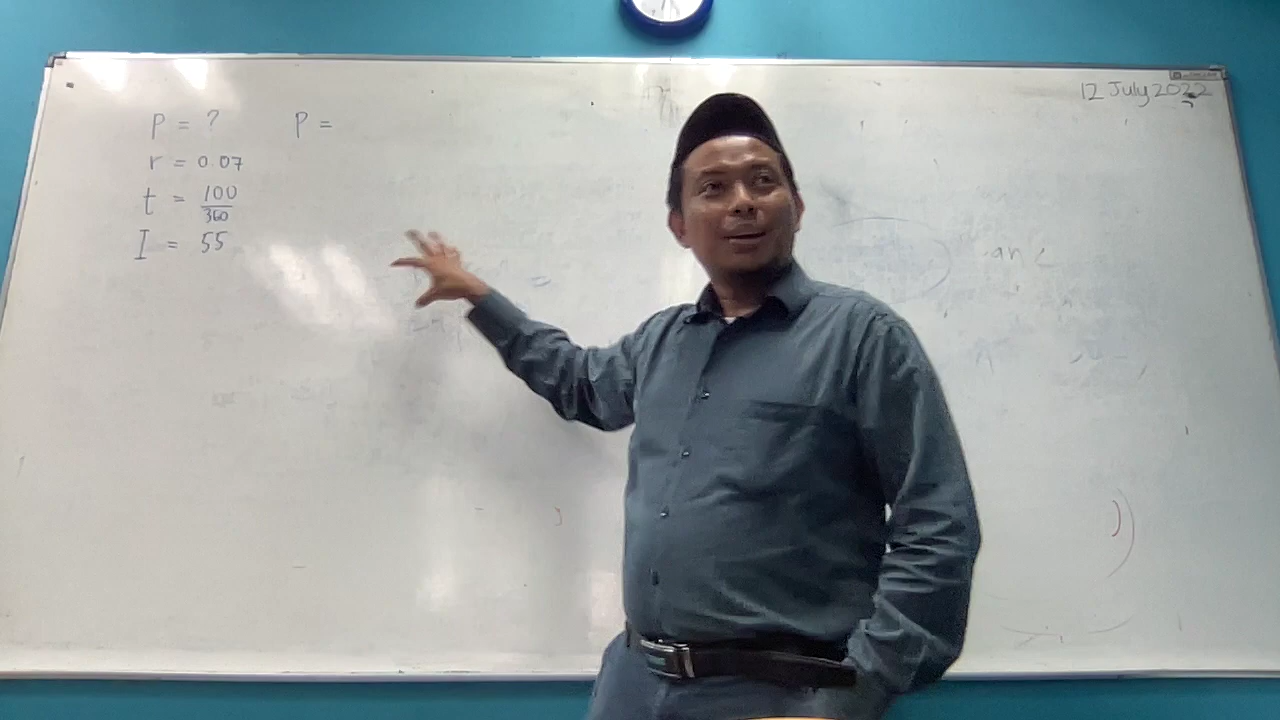 12 July 2022
P = ? P =
r = 0.07
t = 100/360
I = 55